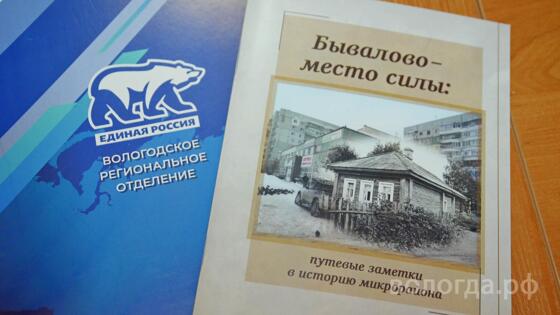 ЕДИНАЯ РОССИЯ
ВОЛОГОДСКОЕ
РЕГИОНАЛЬНОЕ
ОТДЕЛЕНИЕ
Бывалово –
место силы:
путевые заметки
в историю микрорайона
вологда.рф